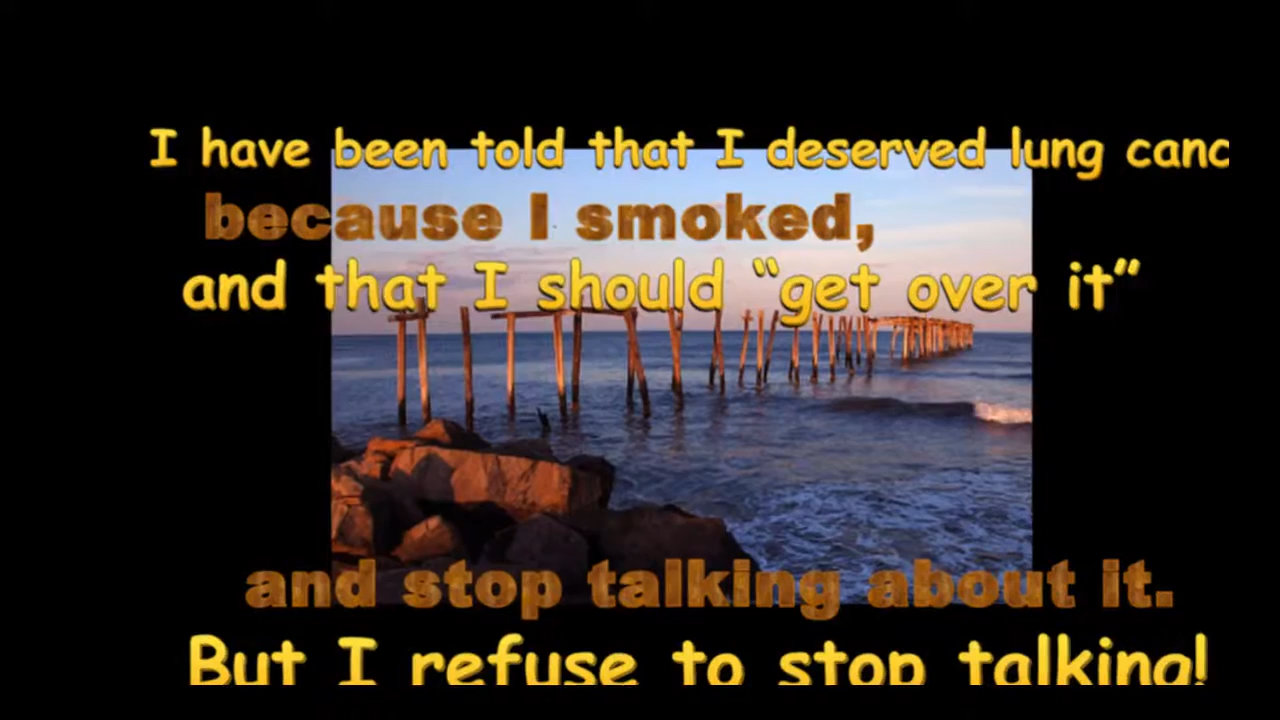 I have been told that I deserved lung canc
because I smoked,
and that I should “get over it”
and stop talking about it.
But I refuse to stop talking!